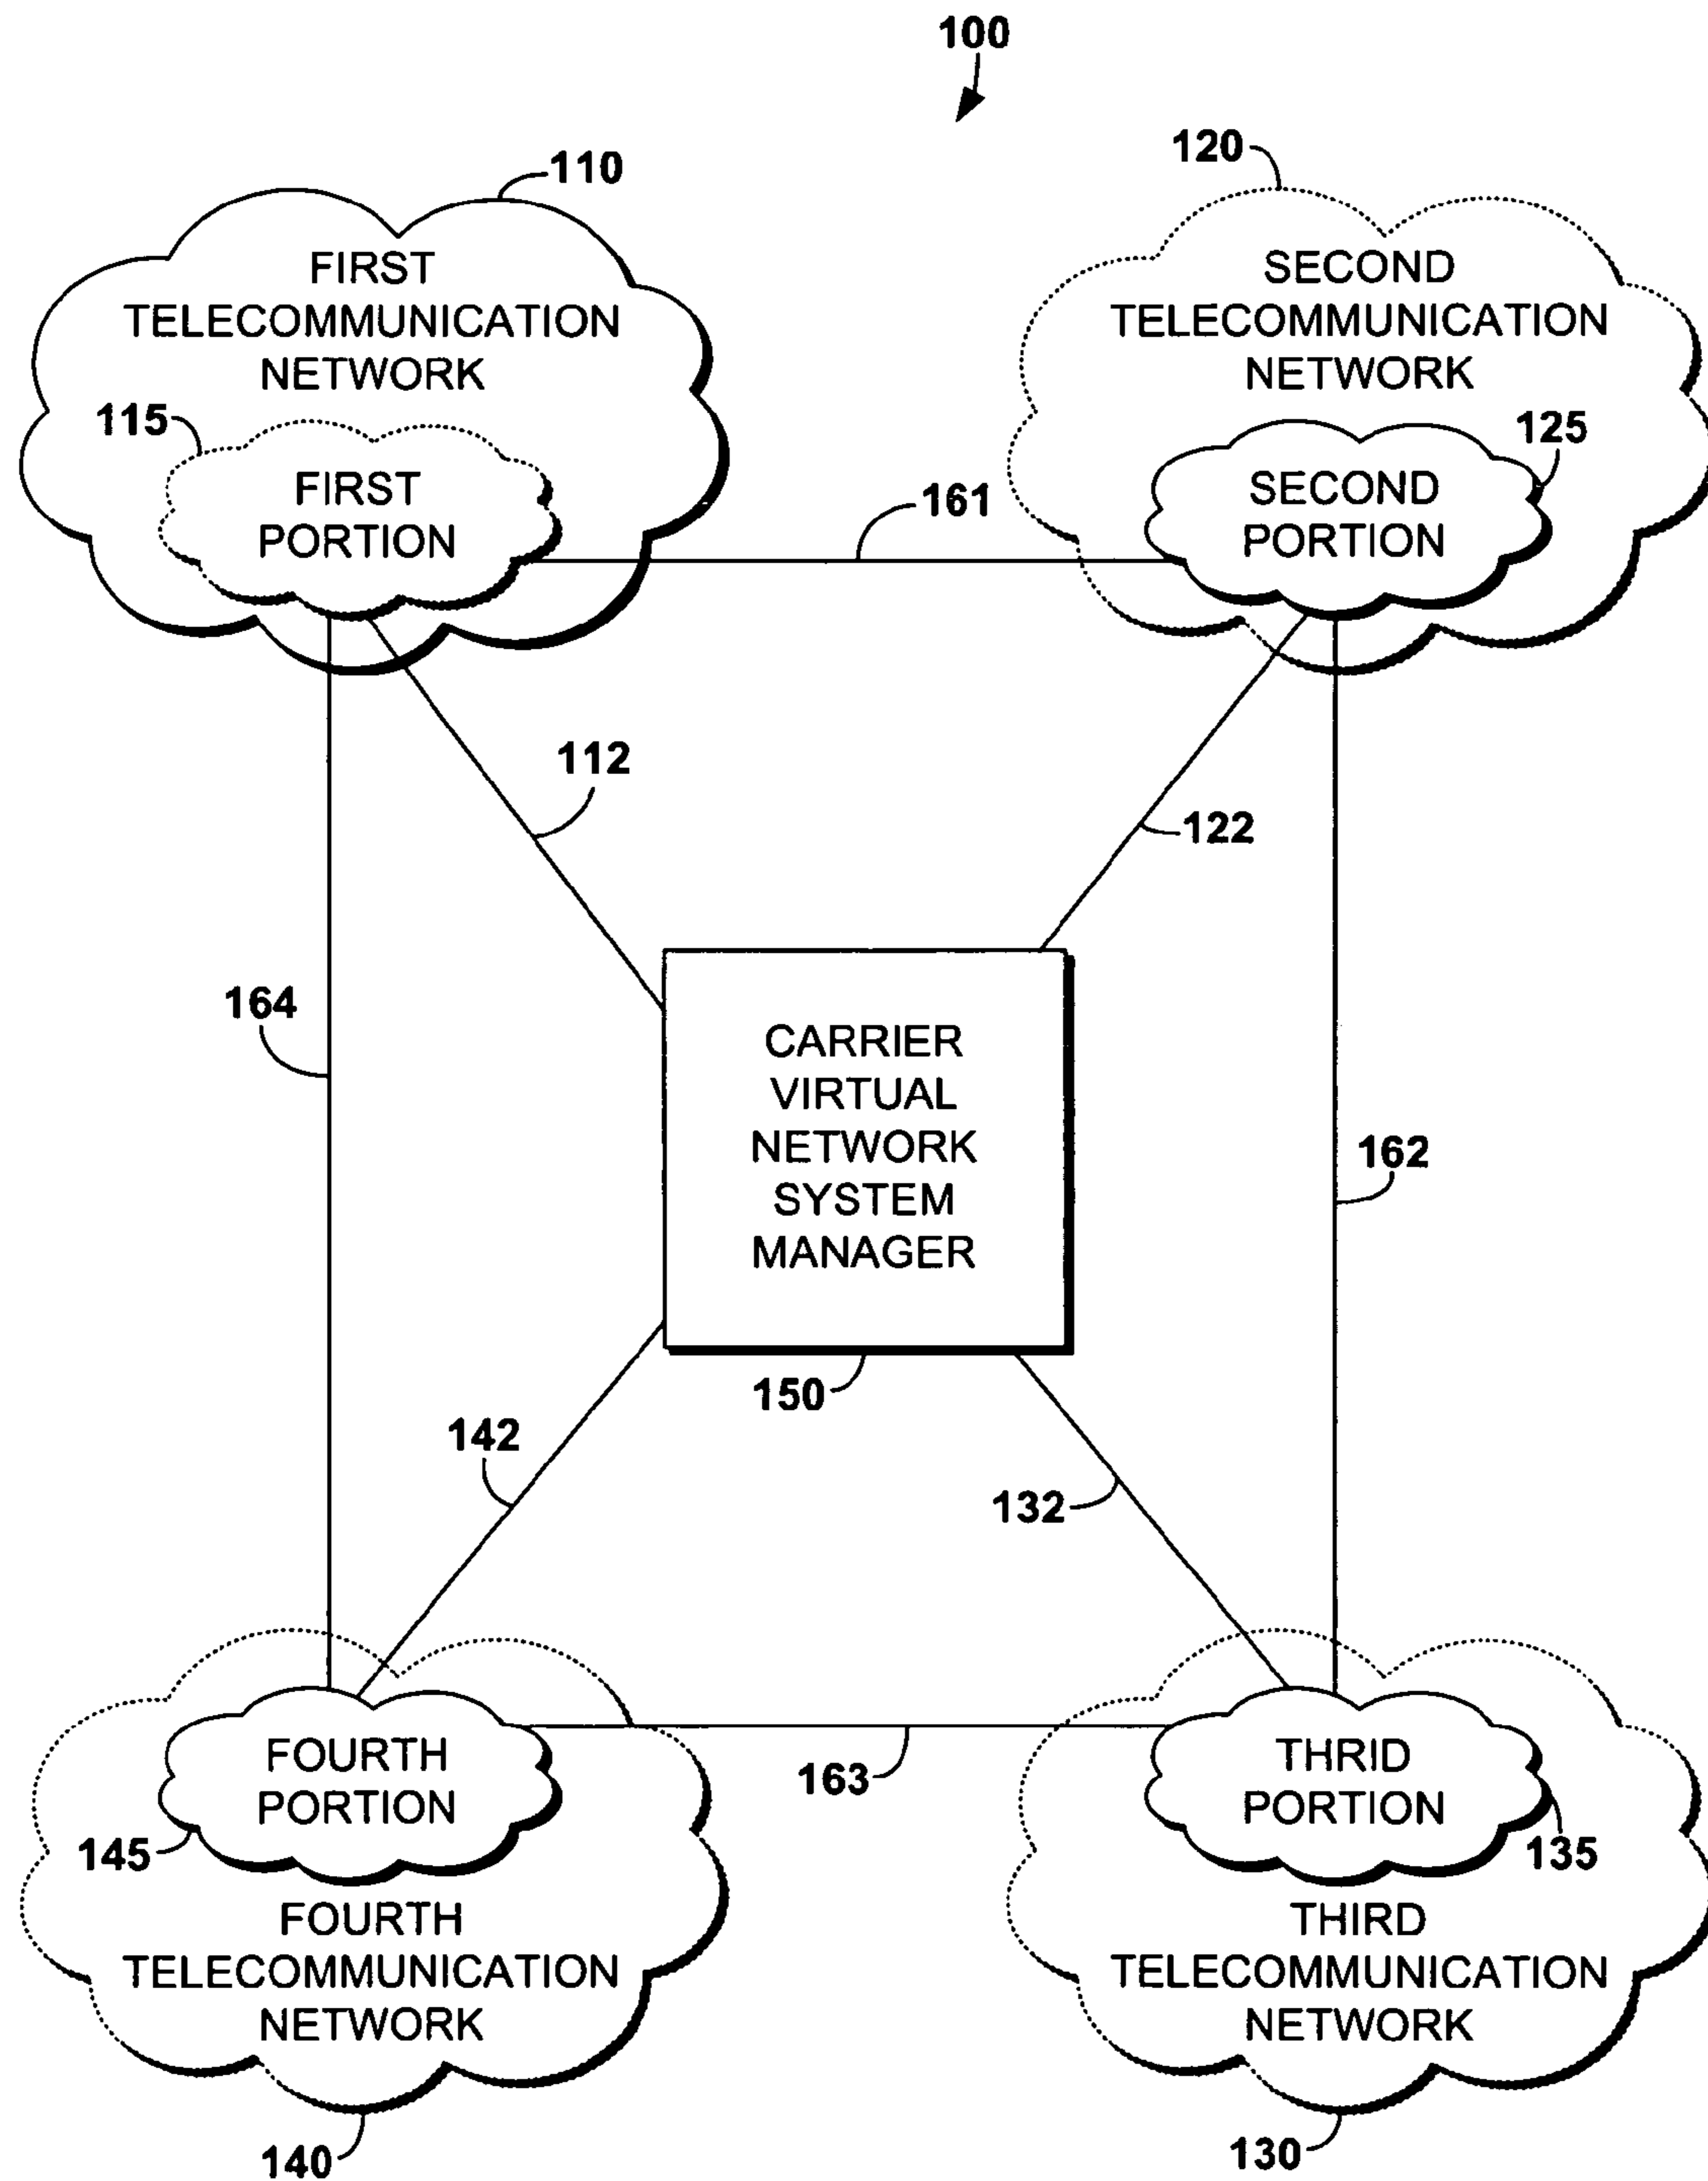 100
110
120
FIRST
TELECOMMUNICATION
NETWORK
SECOND
TELECOMMUNICATION
NETWORK
115
FIRST
PORTION
125
SECOND
PORTION
161
112
122
164
CARRIER
VIRTUAL
NETWORK
SYSTEM
MANAGER
162
150
142
132
FOURTH
PORTION
163
THRID
PORTION
145
135
FOURTH
TELECOMMUNICATION
NETWORK
THIRD
TELECOMMUNICATION
NETWORK
140
130